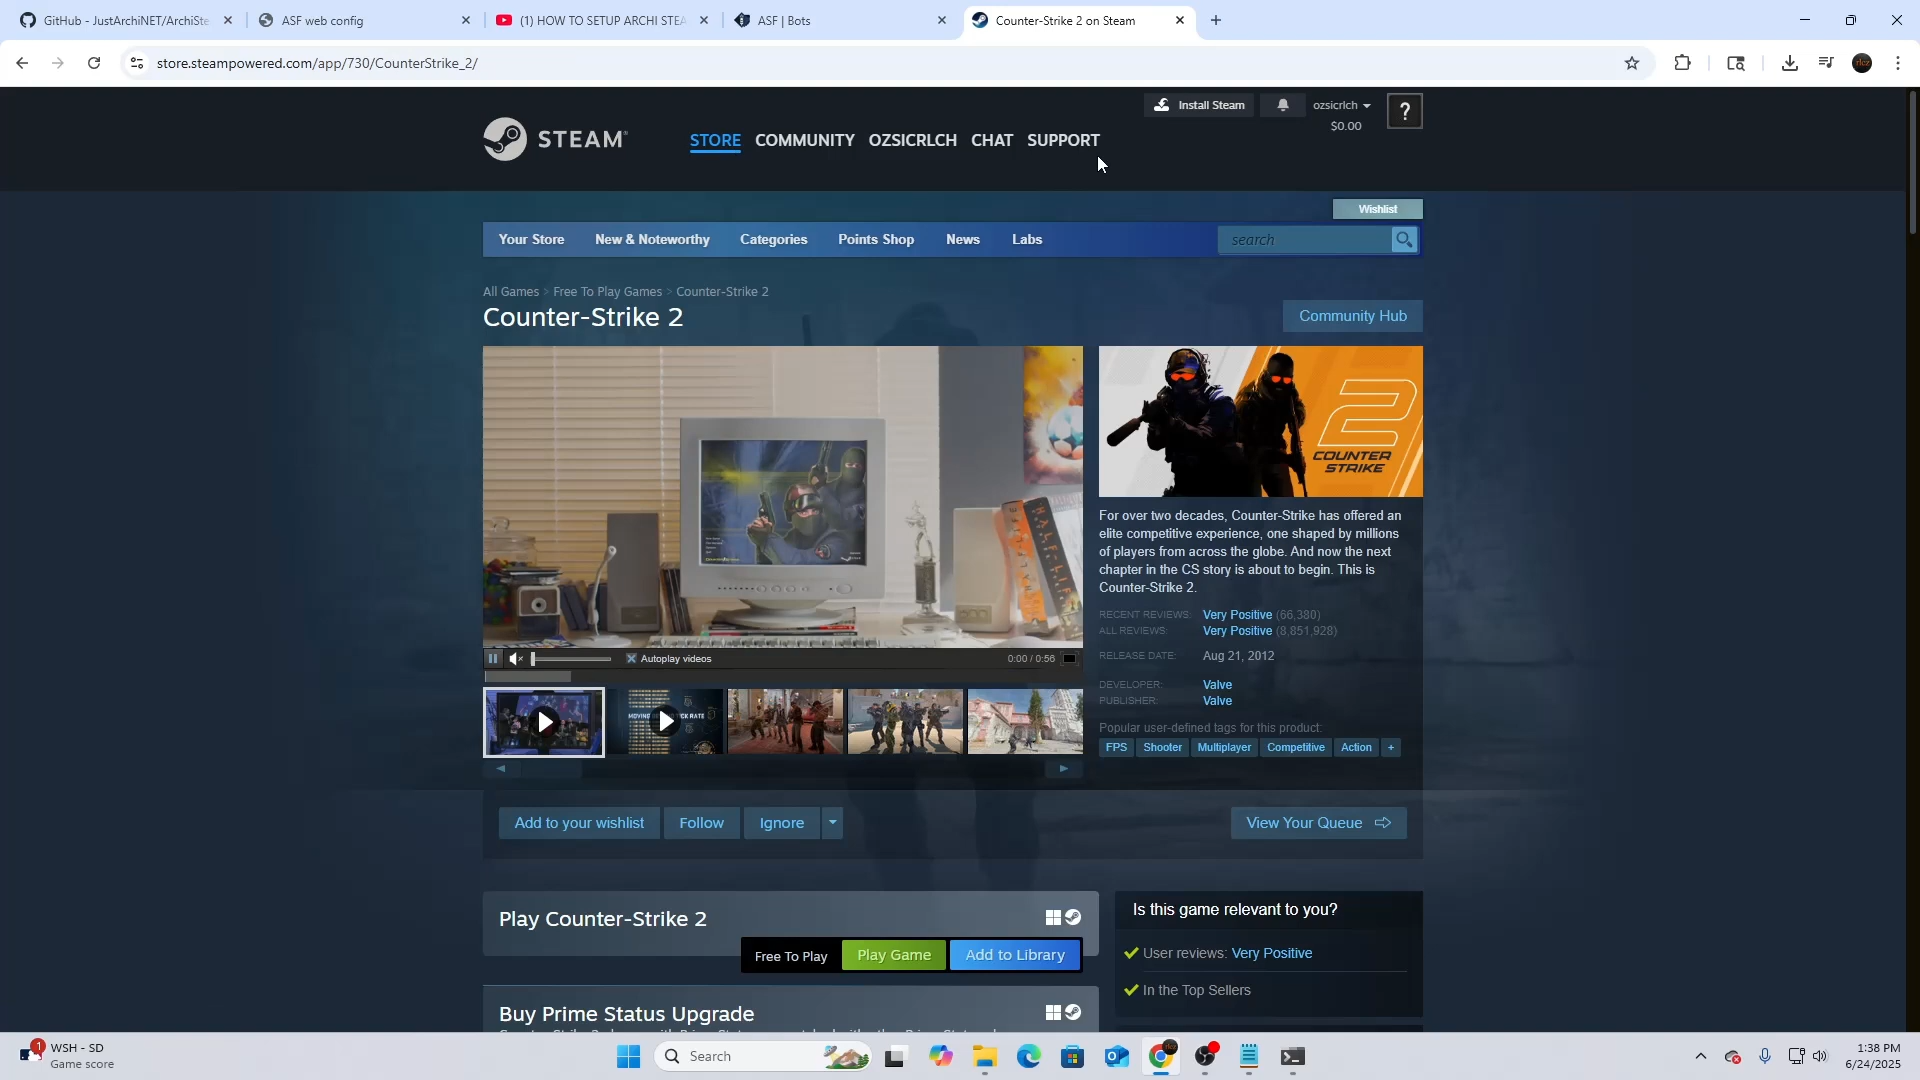 GitHub - JustArchiNET/ArchiSte
ASF web config
(1) HOW TO SETUP ARCHI STEA
ASF | Bots
Counter-Strike 2 on Steam
store.steampowered.com/app/730/CounterStrike_2/
Install Steam
ozsicrlch
$0.00
?
STEAM
STORE COMMUNITY OZSICRLCH CHAT SUPPORT
Wishlist
Your Store New & Noteworthy Categories Points Shop News Labs search
All Games > Free To Play Games > Counter-Strike 2
Counter-Strike 2
Community Hub
2
COUNTER
STRIKE
For over two decades, Counter-Strike has offered an
elite competitive experience, one shaped by millions
of players from across the globe. And now the next
chapter in the CS story is about to begin. This is
Counter-Strike 2.
RECENT REVIEWS: Very Positive (66,380)
ALL REVIEWS: Very Positive (8,851,928)
RELEASE DATE: Aug 21, 2012
DEVELOPER: Valve
PUBLISHER: Valve
Popular user-defined tags for this product:
FPS Shooter Multiplayer Competitive Action +
HALF-LIFE
Autoplay videos
0:00 / 0:56
Add to your wishlist Follow Ignore
View Your Queue
Play Counter-Strike 2
Free To Play Play Game Add to Library
Buy Prime Status Upgrade
Is this game relevant to you?
User reviews: Very Positive
In the Top Sellers
1
WSH - SD
Game score
Search
1:38 PM
6/24/2025